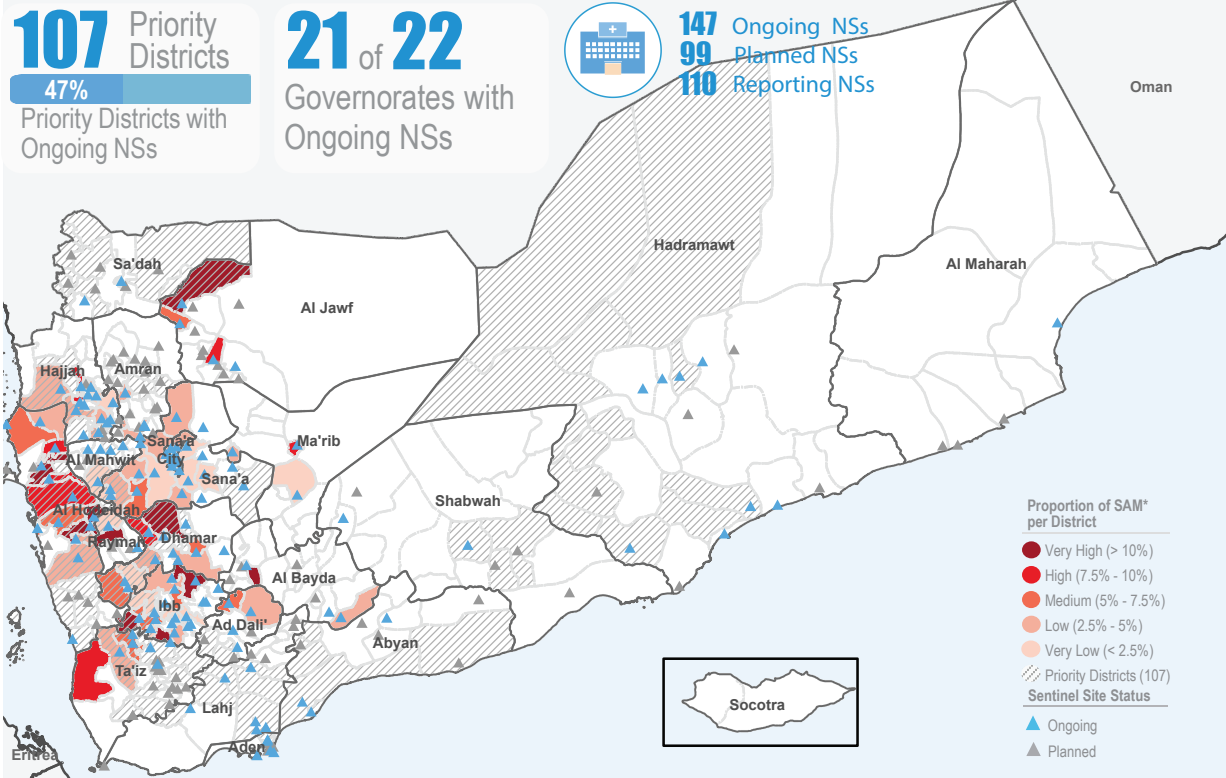 107 Priority
Districts
47%
Priority Districts with
Ongoing NSs
21 of 22
Governorates with
Ongoing NSs
147 Ongoing NSs
99 Planned NSs
110 Reporting NSs
Oman
Sa'dah
Hadramawt
Al Maharah
Al Jawf
Hajjah
Amran
Sana'a
City
Ma'rib
Al Mahwit
Sana'a
Shabwah
Al Hodeidah
Raymah
Dhamar
Al Bayda
Ibb
Ad Dali'
Abyan
Ta'iz
Lahj
Aden
Eritrea
Socotra
Proportion of SAM*
per District
Very High (> 10%)
High (7.5% - 10%)
Medium (5% - 7.5%)
Low (2.5% - 5%)
Very Low (< 2.5%)
Priority Districts (107)
Sentinel Site Status
Ongoing
Planned